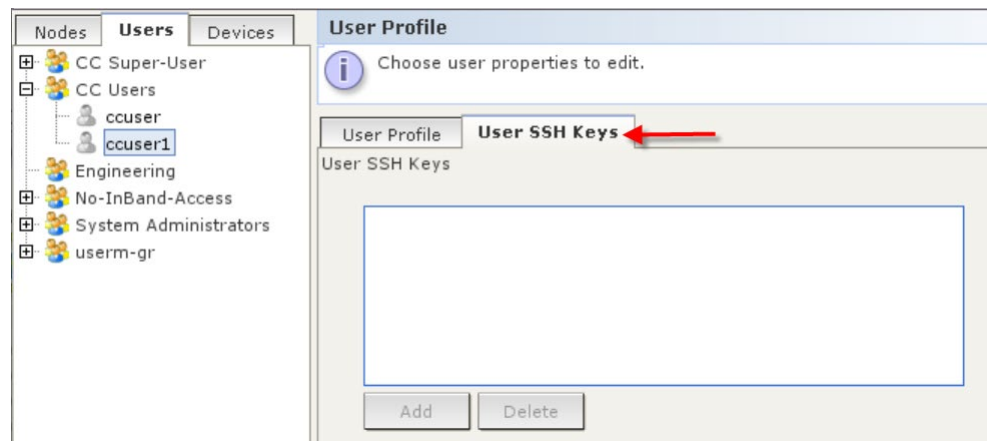 Nodes Users Devices
CC Super-User
CC Users
ccuser
ccuser1
Engineering
No-InBand-Access
System Administrators
userm-gr
User Profile
i
Choose user properties to edit.
User Profile User SSH Keys
User SSH Keys
Add Delete